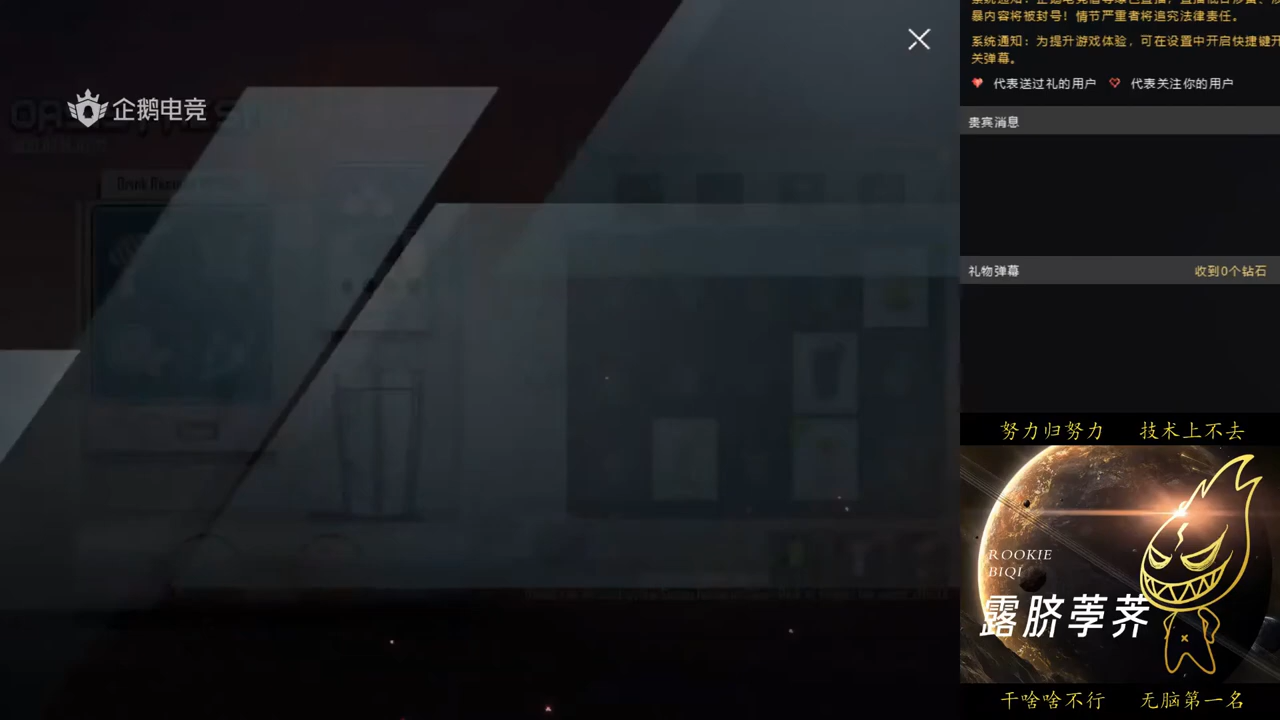 暴内容将被封号！情节严重者将追究法律责任。
系统通知：为提升游戏体验，可在设置中开启快捷键开
关弹幕。
代表送过礼的用户 代表关注你的用户
企鹅电竞
贵宾消息
礼物弹幕 收到0个钻石
努力归努力 技术上不去
ROOKIE
BIQI
露脐荸荠
干啥啥不行 无脑第一名